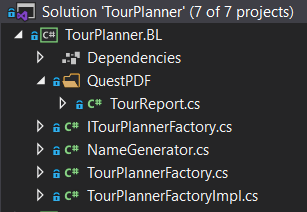 Solution 'TourPlanner' (7 of 7 projects)
TourPlanner.BL
Dependencies
QuestPDF
TourReport.cs
ITourPlannerFactory.cs
NameGenerator.cs
TourPlannerFactory.cs
TourPlannerFactoryImpl.cs